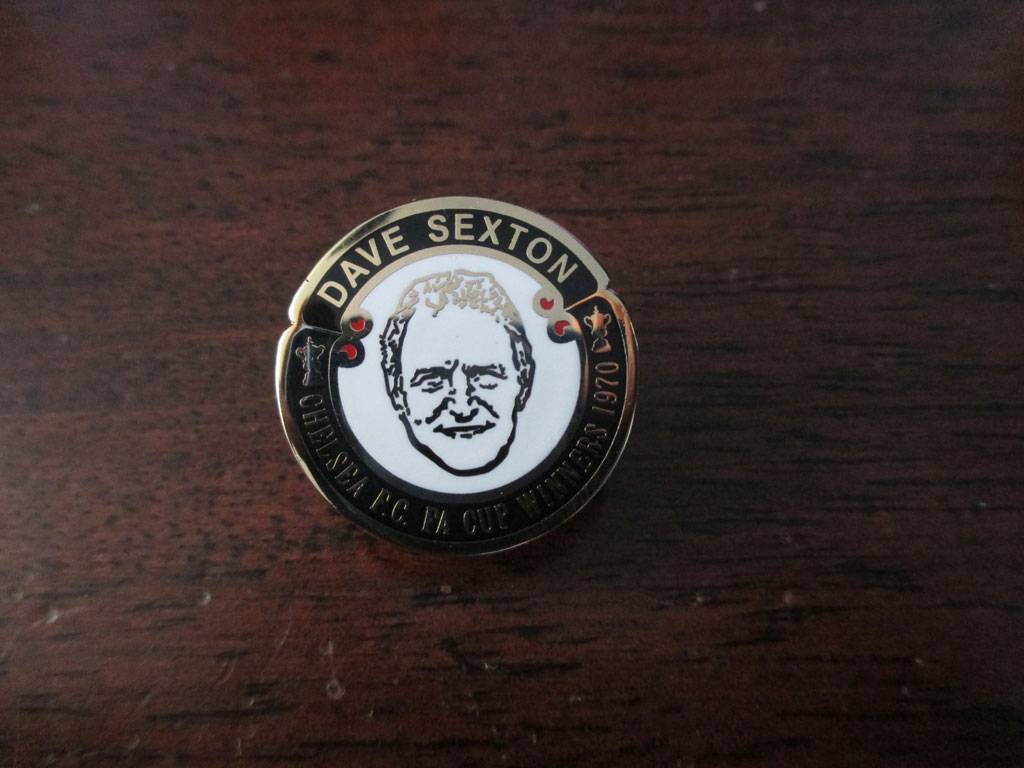 DAVE SEXTON
CHELSEA F.C. FA CUP WINNERS 1970